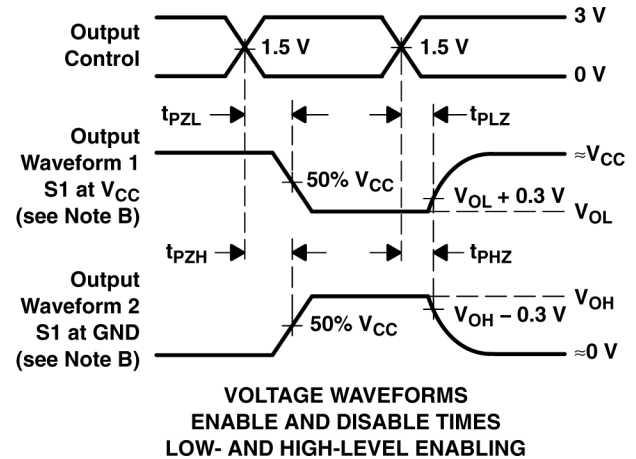 Output
Control
1.5 V
1.5 V
3 V
0 V
tPZL
tPLZ
Output
Waveform 1
S1 at VCC
(see Note B)
50% VCC
VOL + 0.3 V
≈VCC
VOL
tPZH
tPHZ
Output
Waveform 2
S1 at GND
(see Note B)
50% VCC
VOH
VOH – 0.3 V
≈0 V
VOLTAGE WAVEFORMS
ENABLE AND DISABLE TIMES
LOW- AND HIGH-LEVEL ENABLING